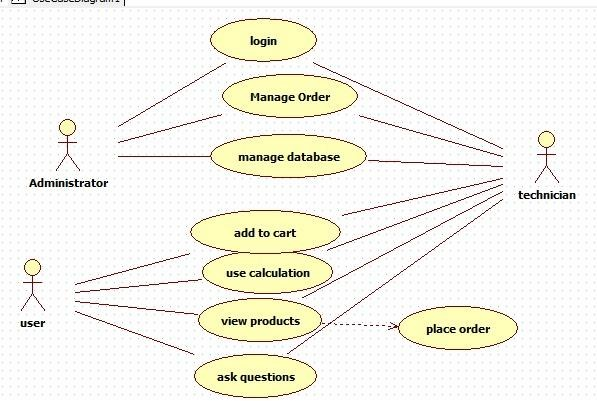 UseCaseDiagram1
login
Manage Order
manage database
Administrator
technician
add to cart
use calculation
user
view products
place order
ask questions